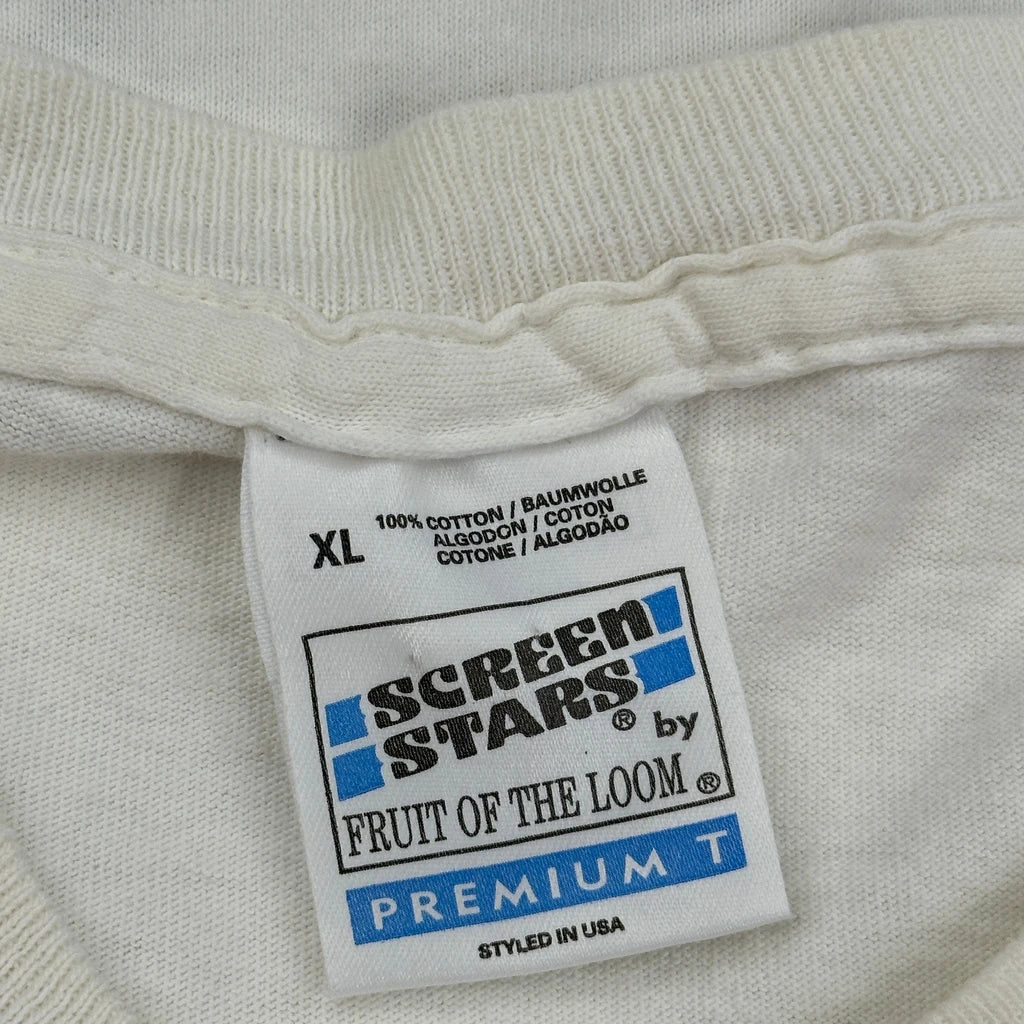 XL
100% COTTON / BAUMWOLLE
ALGODON / COTON
COTONE / ALGODÃO
SCREEN
STARS® by
FRUIT OF THE LOOM®
PREMIUM T
STYLED IN USA